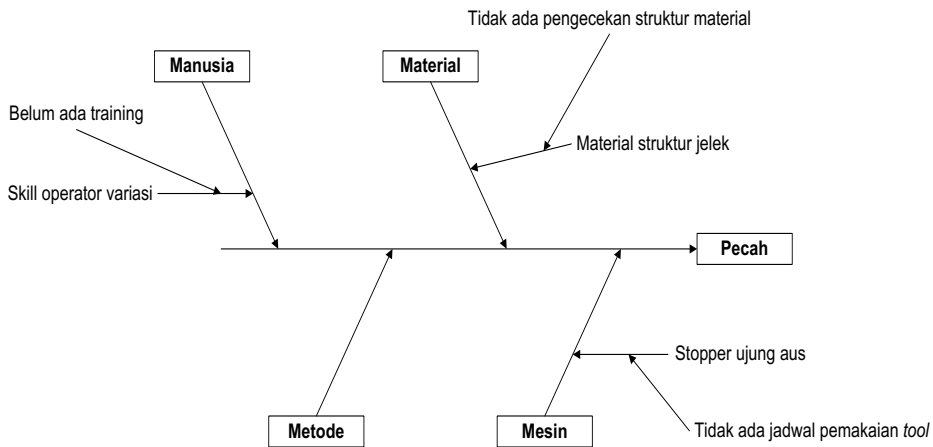 Tidak ada pengecekan struktur material
Manusia
Material
Belum ada training
Material struktur jelek
Skill operator variasi
Pecah
Stopper ujung aus
Metode
Mesin
Tidak ada jadwal pemakaian tool